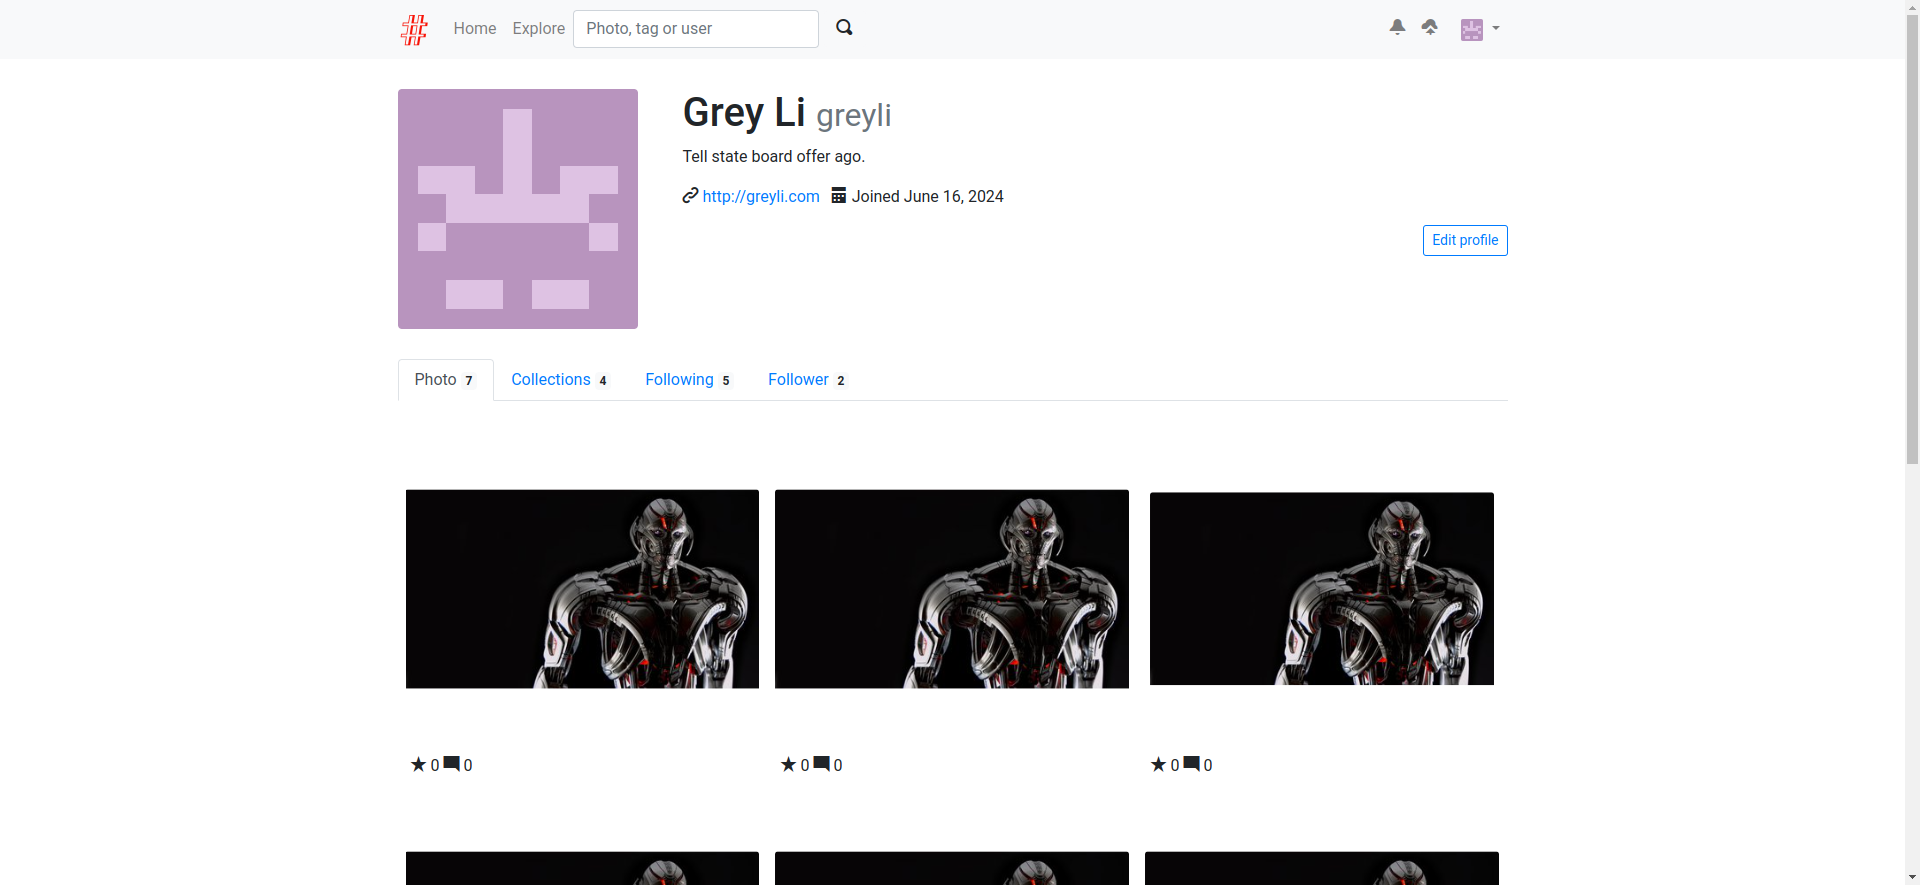 Home Explore Photo, tag or user
Grey Li greyli
Tell state board offer ago.
http://greyli.com Joined June 16, 2024
Edit profile
Photo 7 Collections 4 Following 5 Follower 2
0 0 0 0 0 0